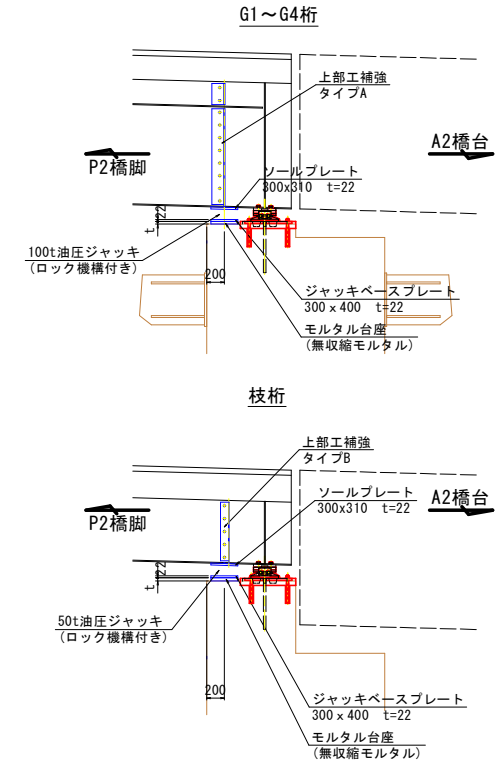 G1～G4桁
上部工補強
タイプA
P2橋脚
A2橋台
ソールプレート
300x310 t=22
22
t
100t油圧ジャッキ
(ロック機構付き)
200
ジャッキベースプレート
300 x 400 t=22
モルタル台座
(無収縮モルタル)
枝桁
上部工補強
タイプB
ソールプレート
300x310 t=22
P2橋脚
A2橋台
22
t
50t油圧ジャッキ
(ロック機構付き)
200
ジャッキベースプレート
300 x 400 t=22
モルタル台座
(無収縮モルタル)